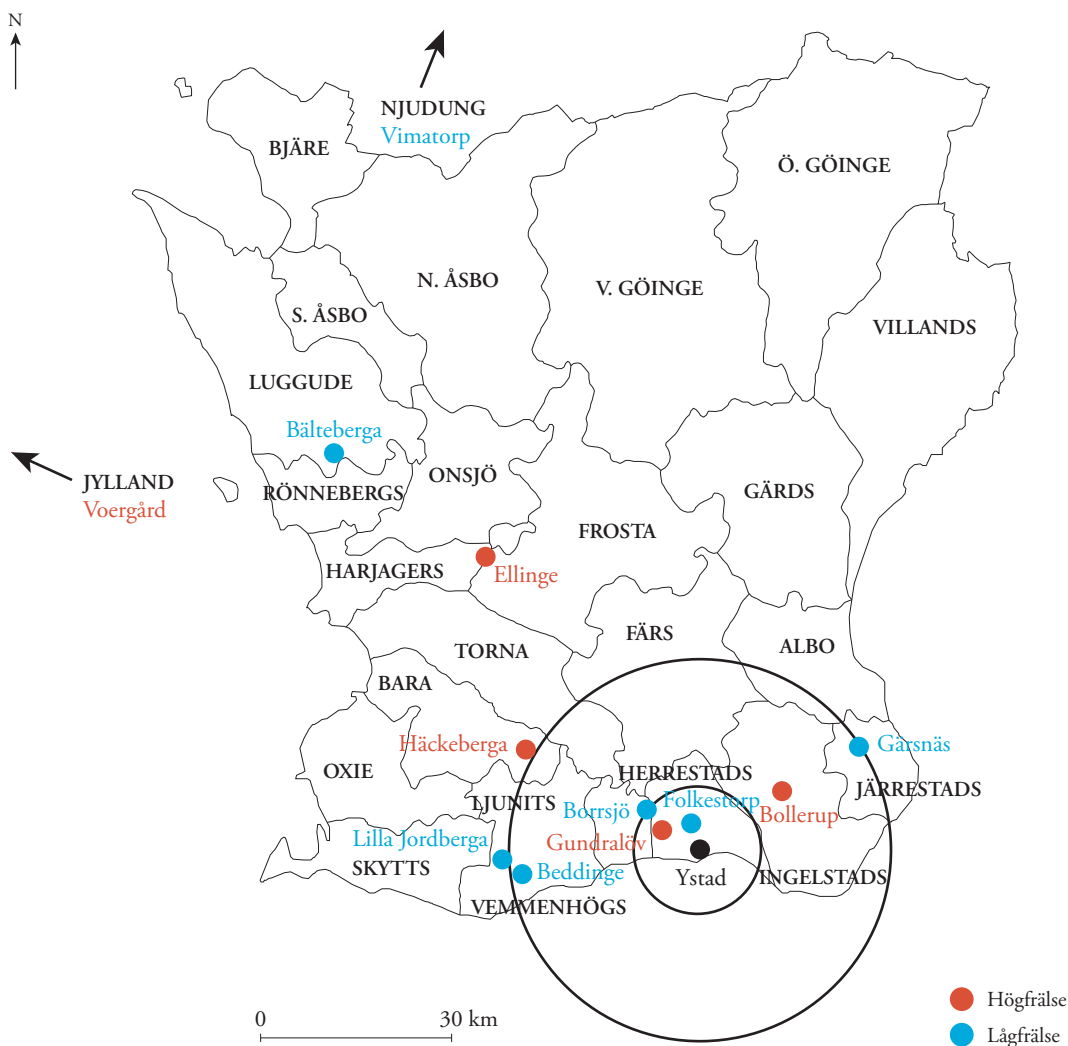 N
NJUDUNG
Vimatorp
BJÄRE
Ö. GÖINGE
N. ÅSBO
V. GÖINGE
S. ÅSBO
VILLANDS
LUGGUDE
Bälteberga
JYLLAND
Voergård
RÖNNEBERGS
ONSJÖ
GÄRDS
FROSTA
HARJAGERS
Ellinge
FÄRS
ALBO
TORNA
BARA
Häckeberga
Gärsnäs
OXIE
HERRESTADS
JÄRRESTADS
LJUNITS
Borrsjö
Folkestorp
Bollerup
Lilla Jordberga
Gundralöv
SKYTTS
Beddinge
Ystad
INGELSTADS
VEMMENHÖGS
Högfrälse
0 30 km
Lågfrälse